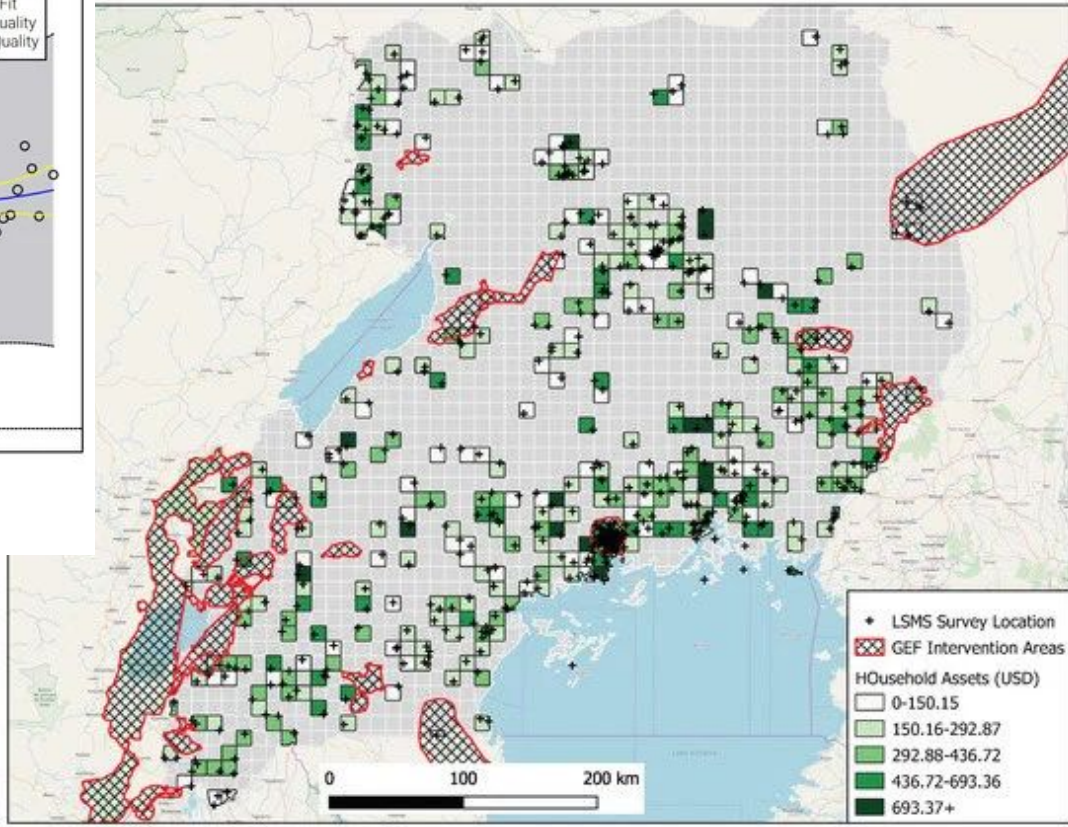 Fit
uality
Quality
LSMS Survey Location
GEF Intervention Areas
HOusehold Assets (USD)
0-150.15
150.16-292.87
292.88-436.72
436.72-693.36
693.37+
0 100 200 km